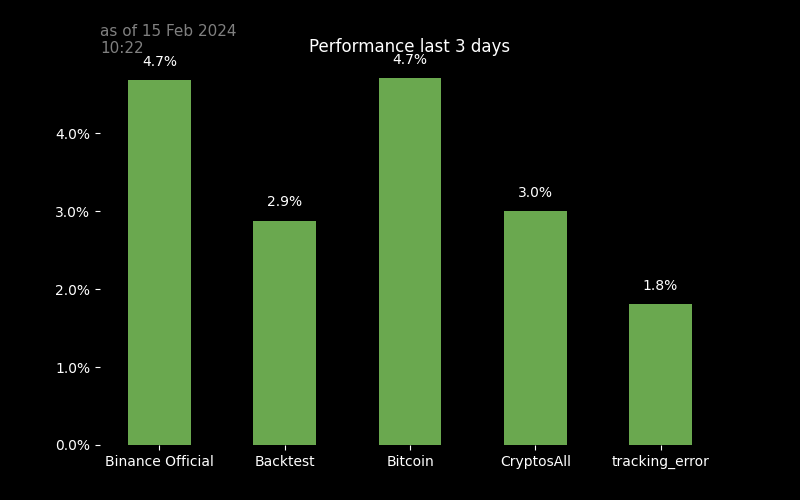 as of 15 Feb 2024
10:22
Performance last 3 days
4.7%
2.9%
4.7%
3.0%
1.8%
4.0%
3.0%
2.0%
1.0%
0.0%
Binance Official
Backtest
Bitcoin
CryptosAll
tracking_error